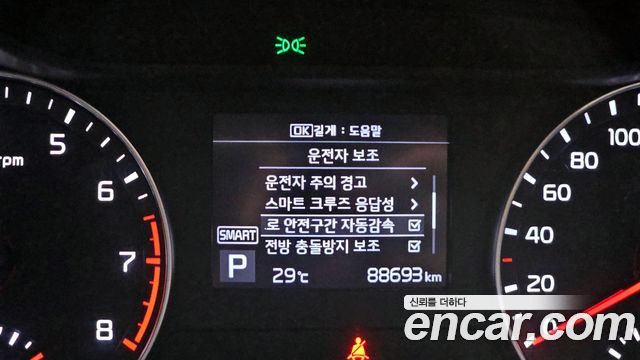 OK 길게 : 도움말
운전자 보조
운전자 주의 경고
스마트 크루즈 응답성
로 안전구간 자동감속
전방 충돌방지 보조
SMART
P
29℃
88693 km
rpm
5
6
7
8
100
80
60
40
20
0
신뢰를 더하다
encar.com